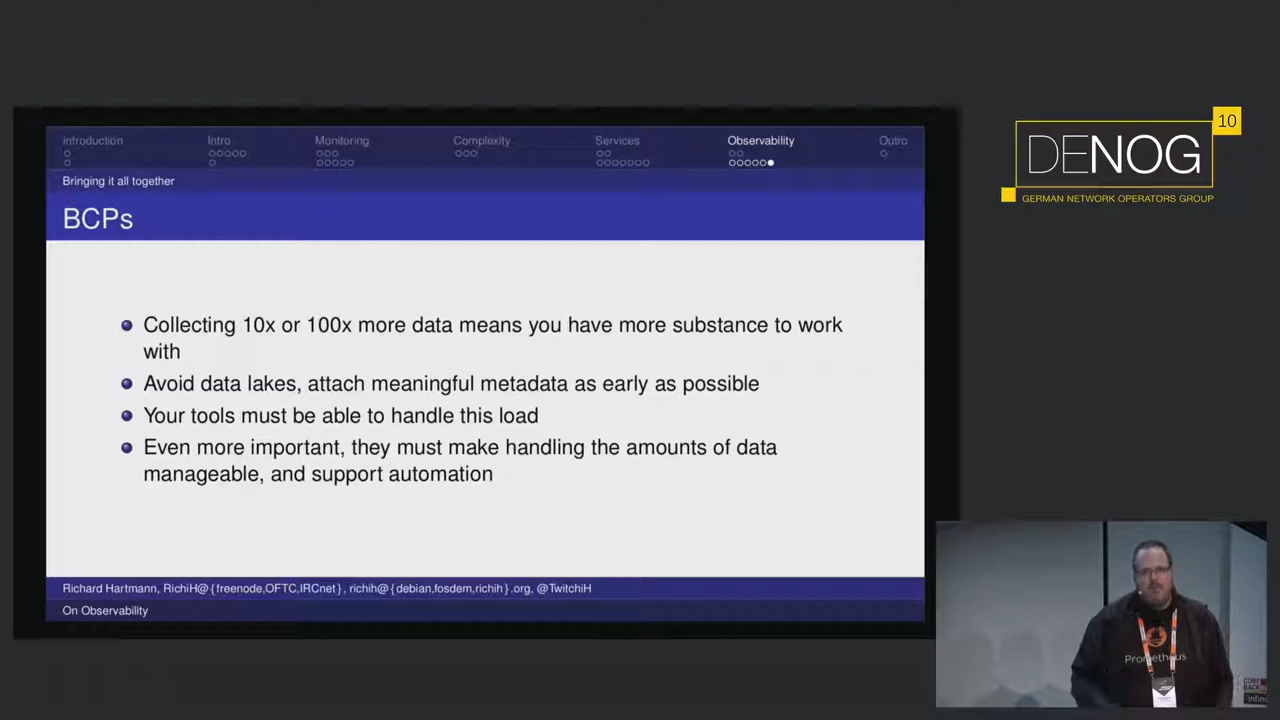 Introduction
Intro
Monitoring
Complexity
Services
Observability
Outro
Bringing it all together
BCPs
Collecting 10x or 100x more data means you have more substance to work
with
Avoid data lakes, attach meaningful metadata as early as possible
Your tools must be able to handle this load
Even more important, they must make handling the amounts of data
manageable, and support automation
Richard Hartmann, RichiH@{freenode,OFTC,IRCnet}, richih@{debian,fosdem,richih}.org, @TwitchiH
On Observability
10
DENOG
GERMAN NETWORK OPERATORS GROUP
Prometheus